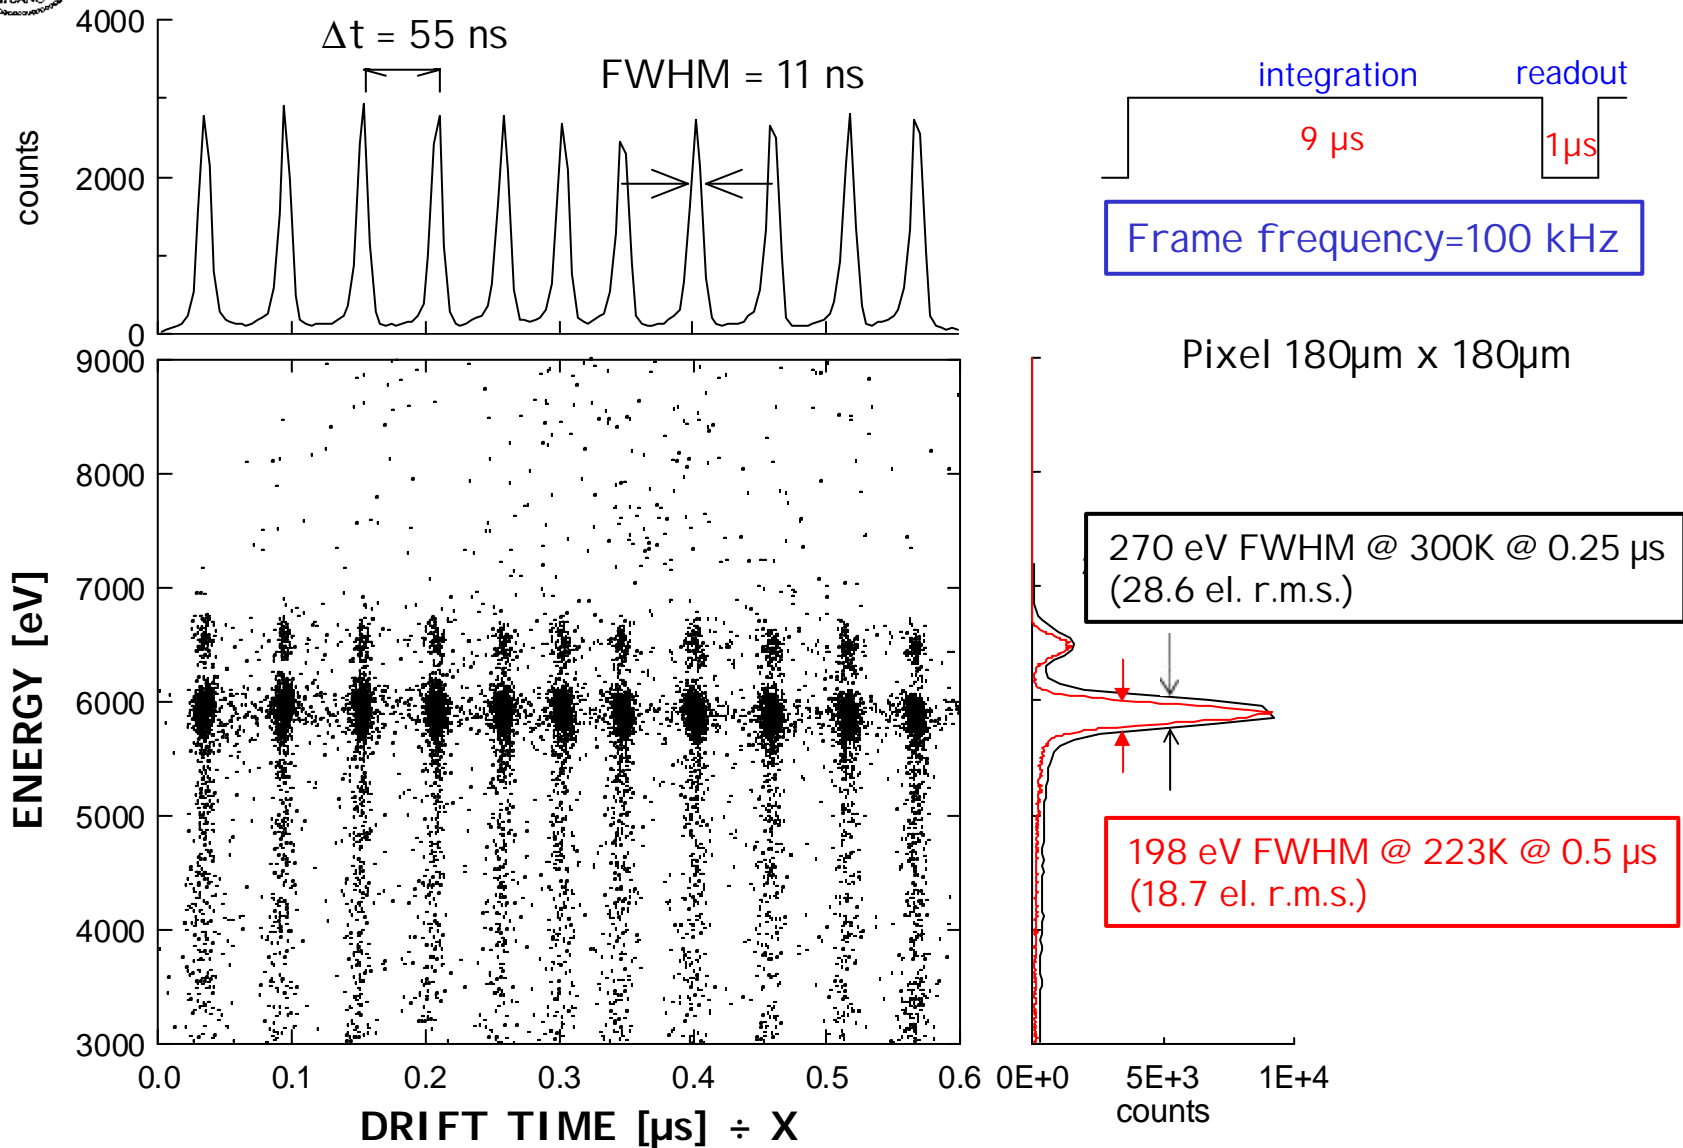 4000
Δt = 55 ns
FWHM = 11 ns
counts
2000
0
integration
readout
9 µs
1µs
Frame frequency=100 kHz
Pixel 180µm x 180µm
9000
8000
7000
6000
5000
4000
3000
ENERGY [eV]
0.0
0.1
0.2
0.3
0.4
0.5
0.6
DRIFT TIME [µs] ÷ X
270 eV FWHM @ 300K @ 0.25 µs
(28.6 el. r.m.s.)
198 eV FWHM @ 223K @ 0.5 µs
(18.7 el. r.m.s.)
0E+0
5E+3
1E+4
counts